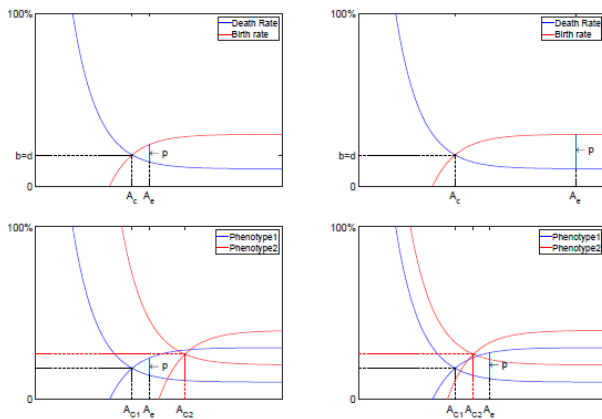 100%
Death Rate
Birth rate
b=d
p
0
Ac
Ae
100%
Death Rate
Birth rate
b=d
p
0
Ac
Ae
100%
Phenotype1
Phenotype2
p
0
AC1
Ae
AC2
100%
Phenotype1
Phenotype2
p
0
AC1
AC2
Ae